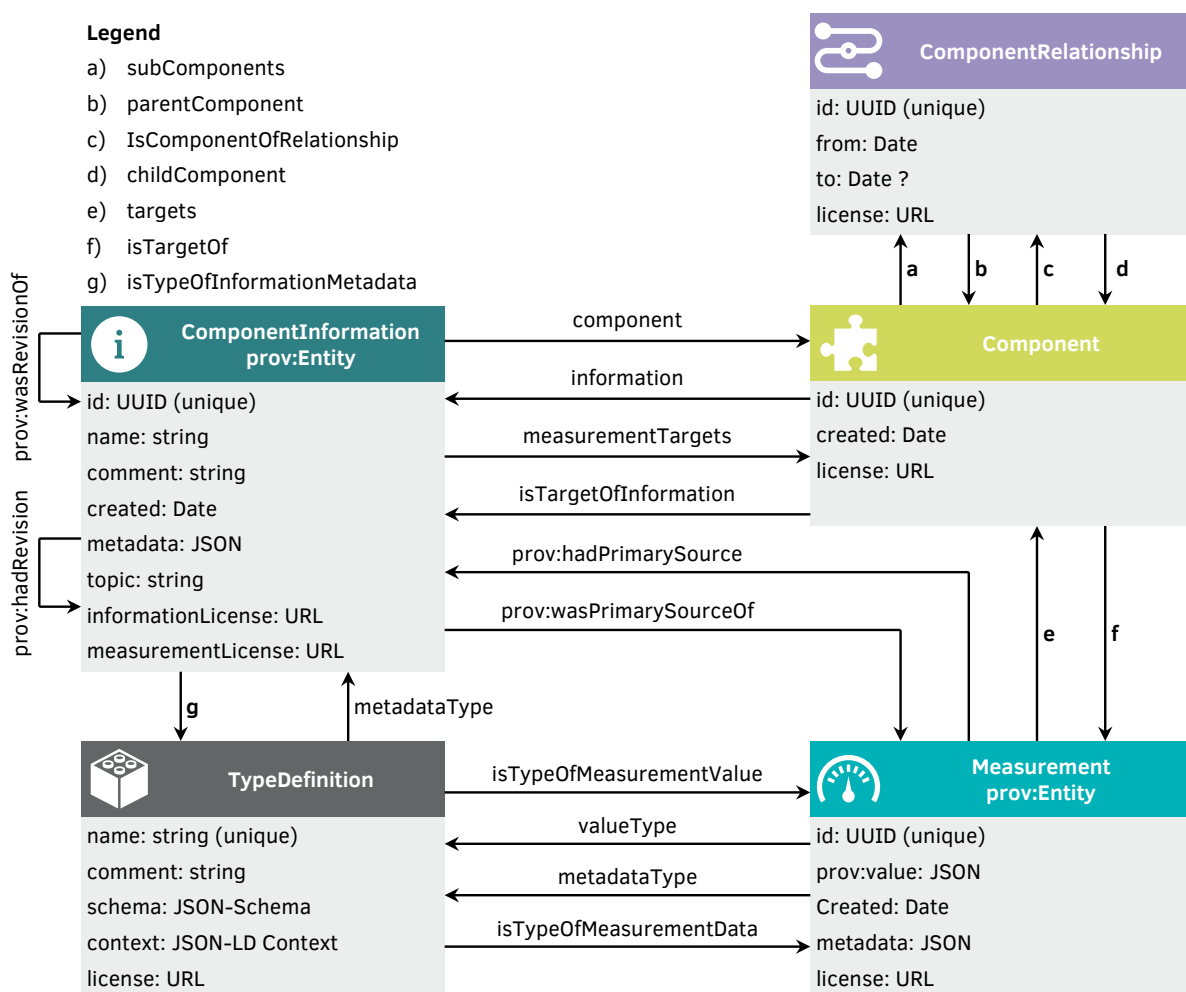 Legend
a) subComponents
b) parentComponent
c) IsComponentOfRelationship
d) childComponent
e) targets
f) isTargetOf
g) isTypeOfInformationMetadata
ComponentRelationship
id: UUID (unique)
from: Date
to: Date ?
license: URL
a
b
c
d
prov:wasRevisionOf
prov:hadRevision
ComponentInformation
prov:Entity
id: UUID (unique)
name: string
comment: string
created: Date
metadata: JSON
topic: string
informationLicense: URL
measurementLicense: URL
component
information
measurementTargets
isTargetOfInformation
prov:hadPrimarySource
prov:wasPrimarySourceOf
Component
id: UUID (unique)
created: Date
license: URL
e
f
g
metadataType
TypeDefinition
name: string (unique)
comment: string
schema: JSON-Schema
context: JSON-LD Context
license: URL
isTypeOfMeasurementValue
valueType
metadataType
isTypeOfMeasurementData
Measurement
prov:Entity
id: UUID (unique)
prov:value: JSON
Created: Date
metadata: JSON
license: URL